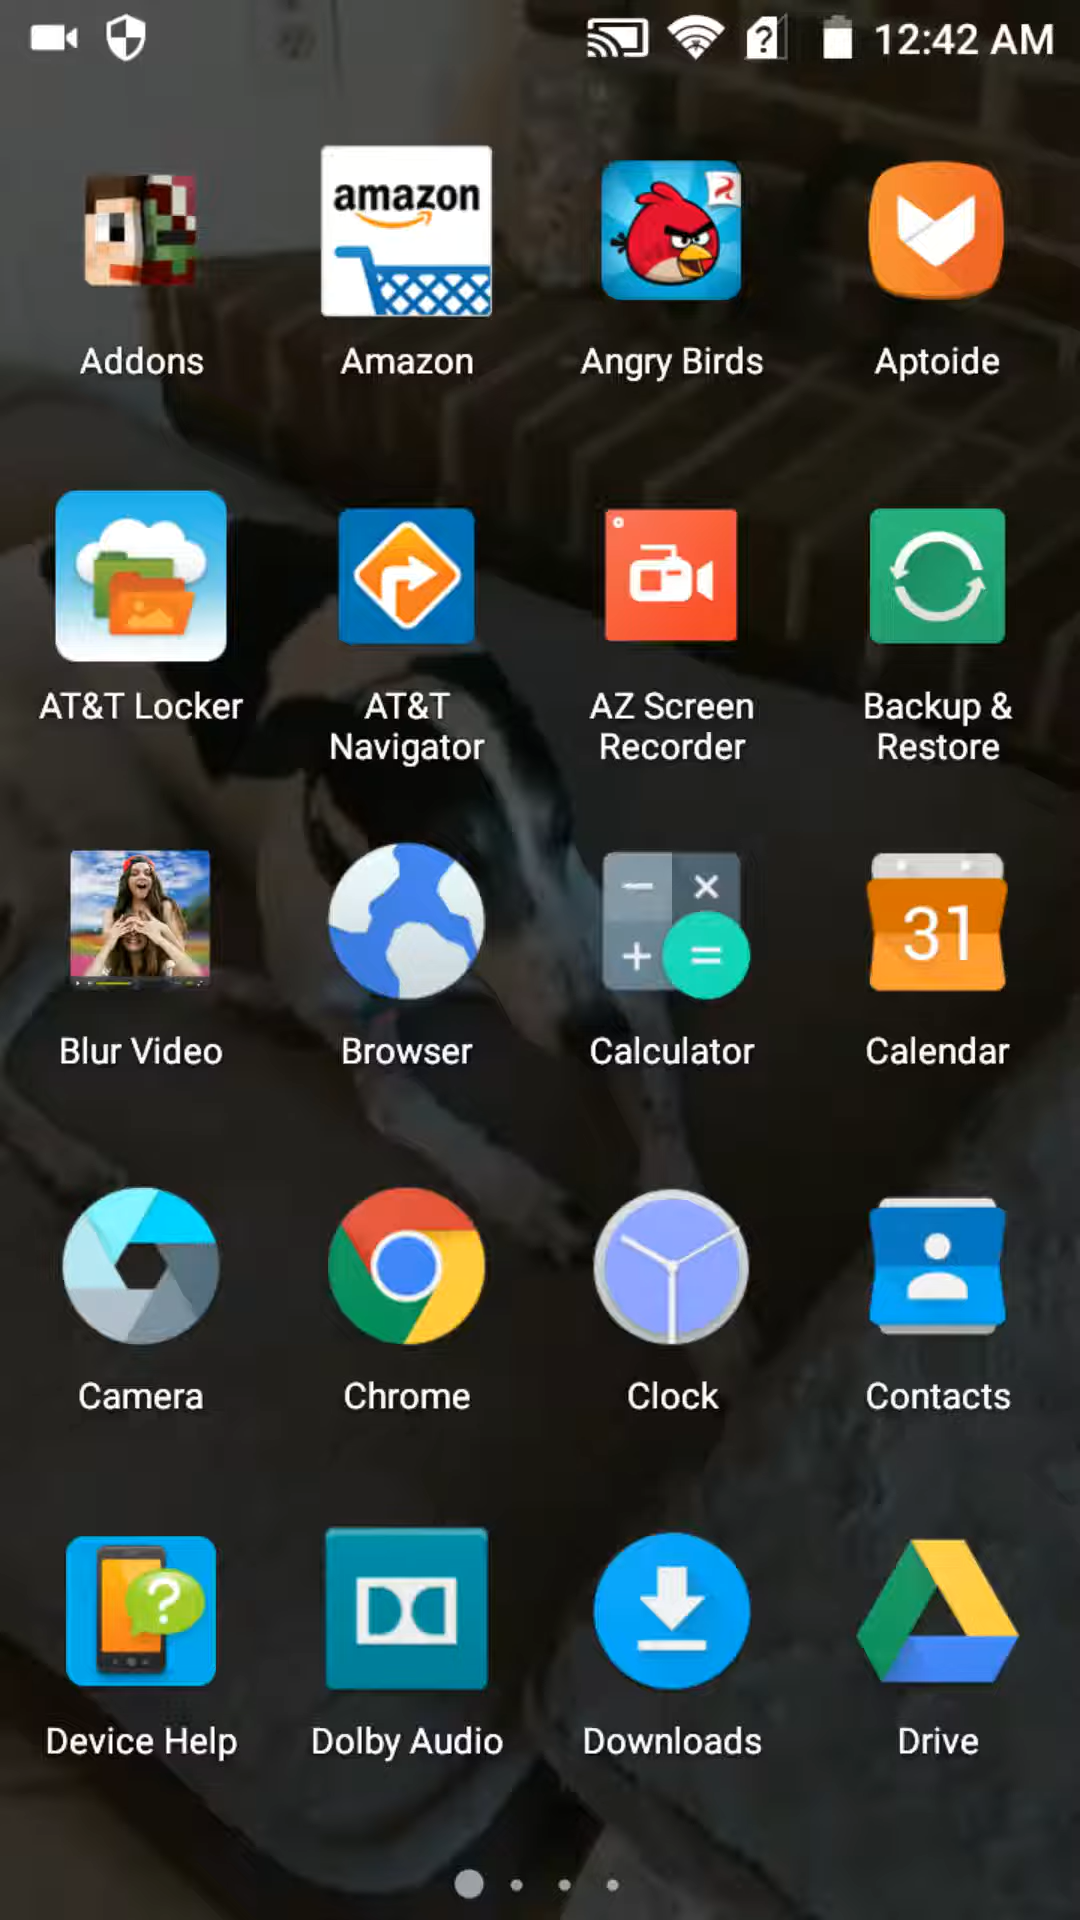 12:42 AM
amazon
Addons
Amazon
Angry Birds
Aptoide
AT&T Locker
AT&T
Navigator
AZ Screen
Recorder
Backup &
Restore
31
Blur Video
Browser
Calculator
Calendar
Camera
Chrome
Clock
Contacts
Device Help
Dolby Audio
Downloads
Drive